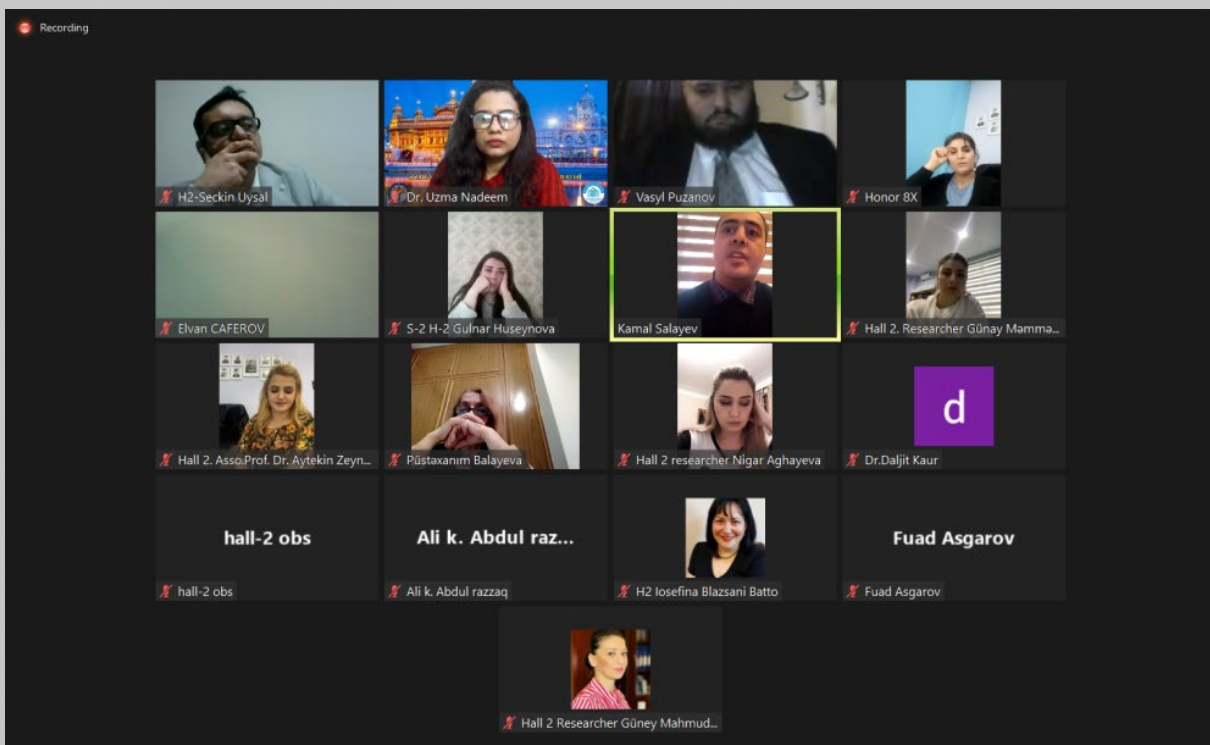 Recording
H2-Seckin Uysal
Dr. Uzma Nadeem
Vasyl Puzanov
Honor 8X
Elvan CAFEROV
S-2 H-2 Gulnar Huseynova
Kamal Salayev
Hall 2. Researcher Günay Məmmə...
Hall 2. Asso.Prof. Dr. Aytekin Zeyn...
Püstəxanım Balayeva
Hall 2 researcher Nigar Aghayeva
d
Dr.Daljit Kaur
hall-2 obs
hall-2 obs
Ali k. Abdul raz...
Ali k. Abdul razzaq
H2 Iosefina Blazsani Batto
Fuad Asgarov
Fuad Asgarov
Hall 2 Researcher Güney Mahmud...